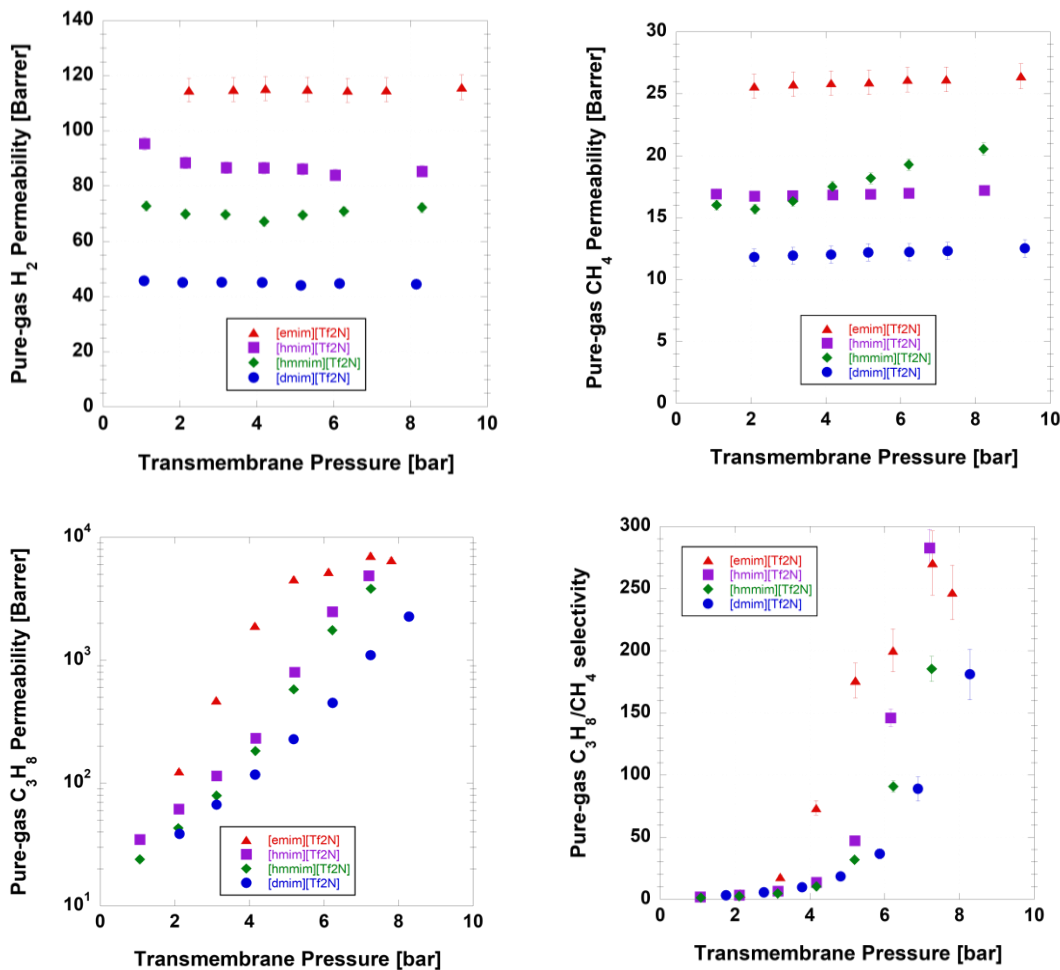 Pure-gas H2 Permeability [Barrer]
140
120
100
80
60
40
20
0
[emim][Tf2N]
[hmim][Tf2N]
[hmmim][Tf2N]
[dmim][Tf2N]
0 2 4 6 8 10
Transmembrane Pressure [bar]
Pure-gas CH4 Permeability [Barrer]
30
25
20
15
10
5
0
[emim][Tf2N]
[hmim][Tf2N]
[hmmim][Tf2N]
[dmim][Tf2N]
0 2 4 6 8 10
Transmembrane Pressure [bar]
Pure-gas C3H8 Permeability [Barrer]
10^4
10^3
10^2
10^1
[emim][Tf2N]
[hmim][Tf2N]
[hmmim][Tf2N]
[dmim][Tf2N]
0 2 4 6 8 10
Transmembrane Pressure [bar]
Pure-gas C3H8/CH4 selectivity
300
250
200
150
100
50
0
[emim][Tf2N]
[hmim][Tf2N]
[hmmim][Tf2N]
[dmim][Tf2N]
0 2 4 6 8 10
Transmembrane Pressure [bar]